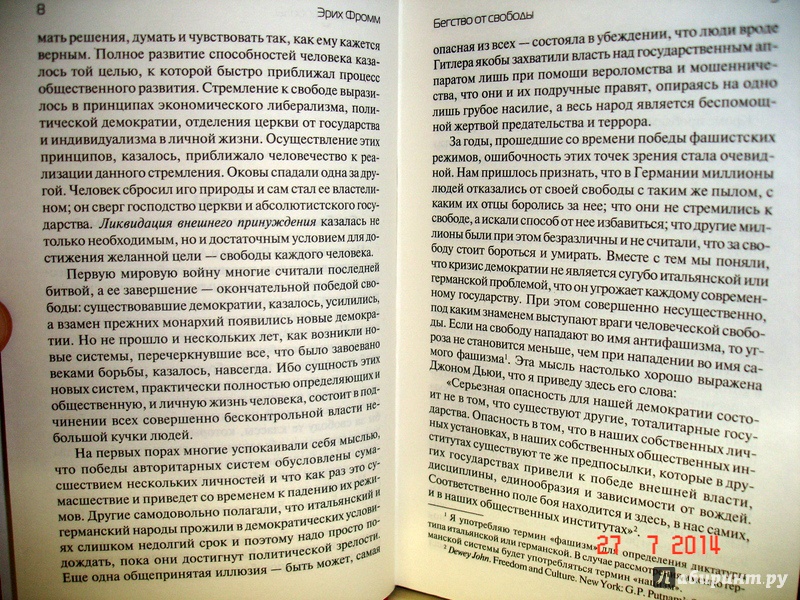 8
Эрих Фромм
мать решения, думать и чувствовать так, как ему кажется
верным. Полное развитие способностей человека каза-
лось той целью, к которой быстро приближал процесс
общественного развития. Стремление к свободе вырази-
лось в принципах экономического либерализма, поли-
тической демократии, отделения церкви от государства
и индивидуализма в личной жизни. Осуществление этих
принципов, казалось, приближало человечество к реа-
лизации данного стремления. Оковы спадали одна за дру-
гой. Человек сбросил иго природы и сам стал ее властели-
ном; он сверг господство церкви и абсолютистского госу-
дарства. Ликвидация внешнего принуждения казалась не
только необходимым, но и достаточным условием для до-
стижения желанной цели — свободы каждого человека.
Первую мировую войну многие считали последней
битвой, а ее завершение — окончательной победой сво-
боды: существовавшие демократии, казалось, усилились,
а взамен прежних монархий появились новые демокра-
тии. Но не прошло и нескольких лет, как возникли но-
вые системы, перечеркнувшие все, что было завоевано
веками борьбы, казалось, навсегда. Ибо сущность этих
новых систем, практически полностью определяющих и
общественную, и личную жизнь человека, состоит в под-
чинении всех совершенно бесконтрольной власти не-
большой кучки людей.
На первых порах многие успокаивали себя мыслью,
что победы авторитарных систем обусловлены сума-
сшествием нескольких личностей и что как раз это су-
масшествие и приведет со временем к падению их режи-
мов. Другие самодовольно полагали, что итальянский и
германский народы прожили в демократических услови-
ях слишком недолгий срок и поэтому надо просто по-
дождать, пока они достигнут политической зрелости.
Еще одна общепринятая иллюзия — быть может, самая
Бегство от свободы
опасная из всех — состояла в убеждении, что люди вроде
Гитлера якобы захватили власть над государственным ап-
паратом лишь при помощи вероломства и мошенниче-
ства, что они и их подручные правят, опираясь на одно
лишь грубое насилие, а весь народ является беспомощ-
ной жертвой предательства и террора.
За годы, прошедшие со времени победы фашистских
режимов, ошибочность этих точек зрения стала очевид-
ной. Нам пришлось признать, что в Германии миллионы
людей отказались от своей свободы с таким же пылом, с
каким их отцы боролись за нее; что они не стремились к
свободе, а искали способ от нее избавиться; что другие мил-
лионы были при этом безразличны и не считали, что за сво-
боду стоит бороться и умирать. Вместе с тем мы поняли,
что кризис демократии не является сугубо итальянской или
германской проблемой, что он угрожает каждому современ-
ному государству. При этом совершенно несущественно,
под каким знаменем выступают враги человеческой свобо-
ды. Если на свободу нападают во имя антифашизма, то уг-
роза не становится меньше, чем при нападении во имя са-
мого фашизма¹. Эта мысль настолько хорошо выражена
Джоном Дьюи, что я приведу здесь его слова:
«Серьезная опасность для нашей демократии состо-
ит не в том, что существуют другие, тоталитарные госу-
дарства. Опасность в том, что в наших собственных лич-
ных установках, в наших собственных общественных ин-
ститутах существуют те же предпосылки, которые в дру-
гих государствах привели к победе внешней власти,
дисциплины, единообразия и зависимости от вождей.
Соответственно поле боя находится и здесь, в нас самих,
и в наших общественных институтах»².
¹ Я употребляю термин «фашизм» для определения диктатуры
типа итальянской или германской. В случае рассмот гер-
манской системы будет употребляться термин
² Dewey John. Freedom and Culture. New York: G.P. Putnam'
27 7 2014
Лабиринт.ру